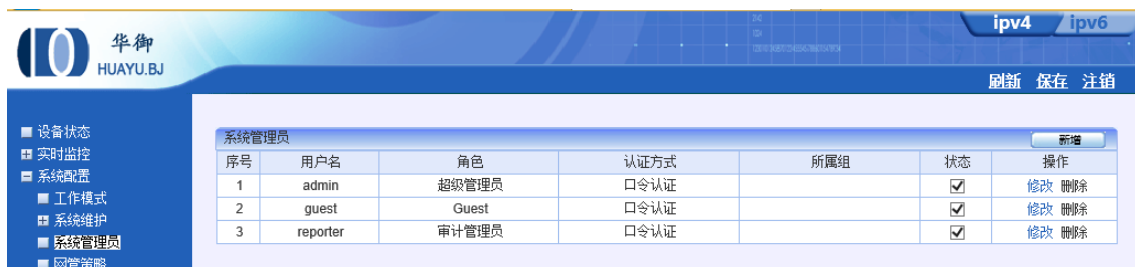 华御
HUAYU.BJ
ipv4 ipv6
刷新 保存 注销
设备状态
实时监控
系统配置
工作模式
系统维护
系统管理员
网管策略
系统管理员 新增
序号 用户名 角色 认证方式 所属组 状态 操作
1 admin 超级管理员 口令认证 修改 删除
2 guest Guest 口令认证 修改 删除
3 reporter 审计管理员 口令认证 修改 删除